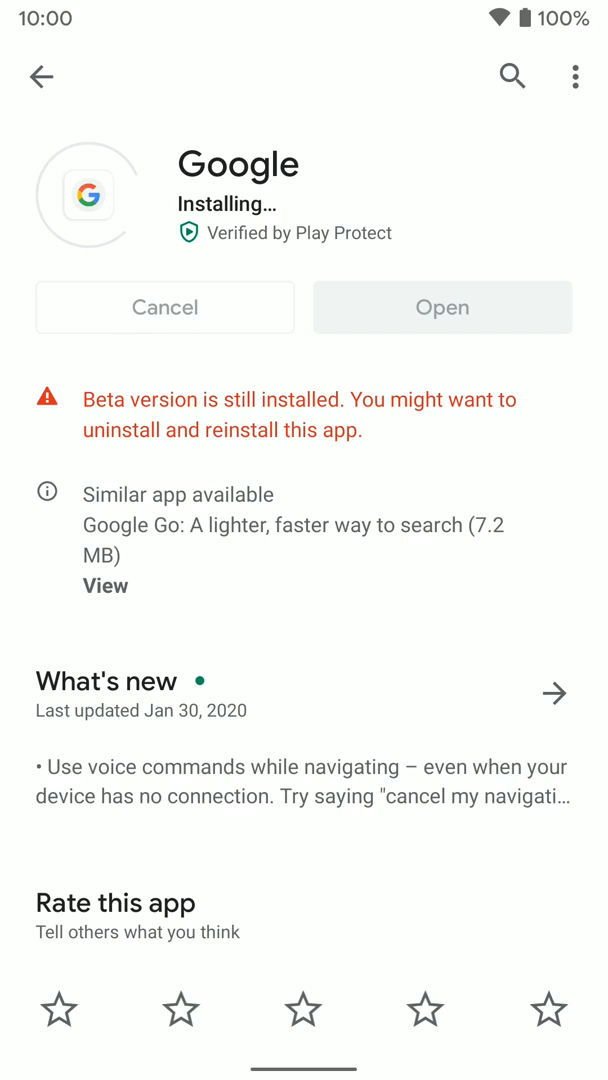 10:00
100%
Google
Installing…
Verified by Play Protect
Cancel
Open
Beta version is still installed. You might want to
uninstall and reinstall this app.
Similar app available
Google Go: A lighter, faster way to search (7.2
MB)
View
What's new
Last updated Jan 30, 2020
• Use voice commands while navigating – even when your
device has no connection. Try saying "cancel my navigati…
Rate this app
Tell others what you think